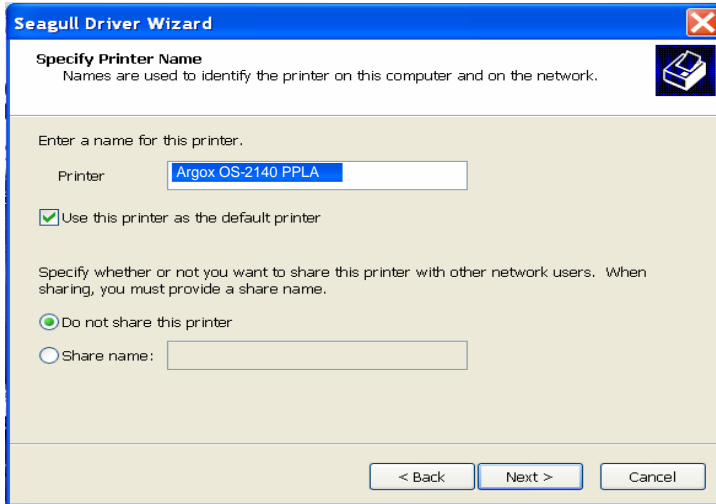 Seagull Driver Wizard
Specify Printer Name
Names are used to identify the printer on this computer and on the network.
Enter a name for this printer.
Printer Argox OS-2140 PPLA
Use this printer as the default printer
Specify whether or not you want to share this printer with other network users. When
sharing, you must provide a share name.
Do not share this printer
Share name:
< Back Next > Cancel